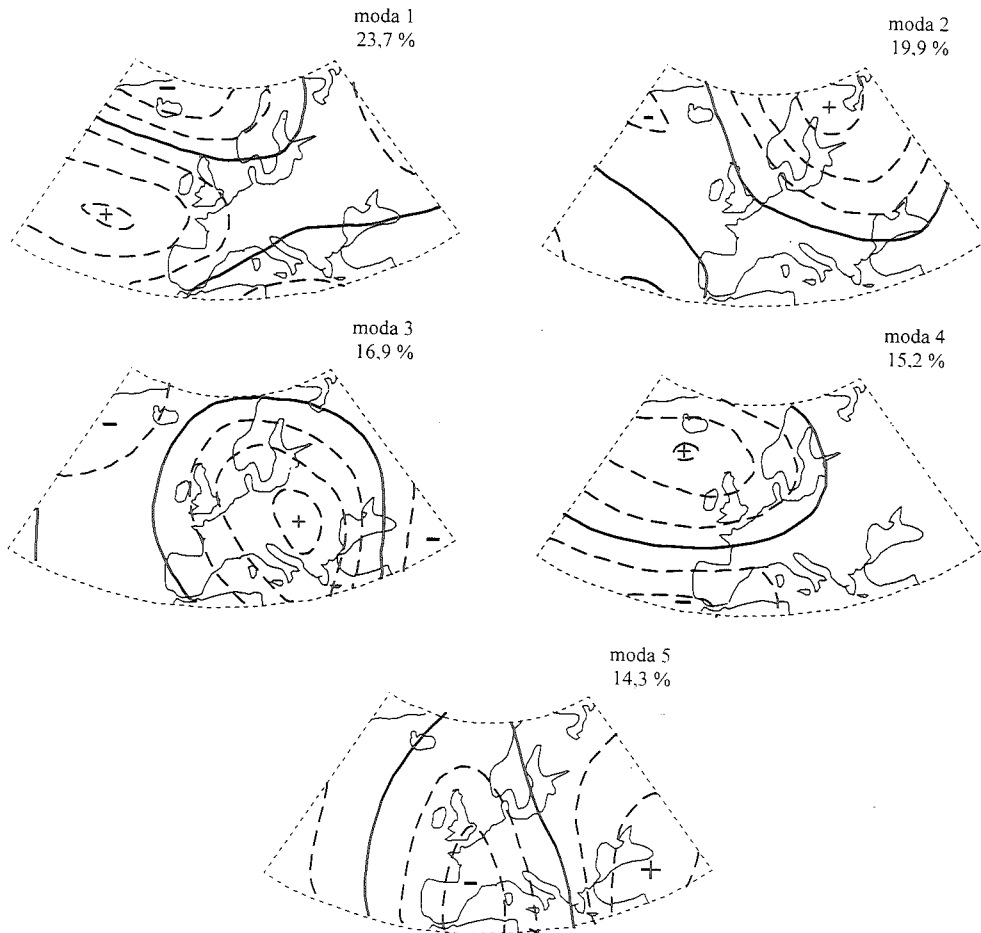 moda 1
23,7 %
moda 2
19,9 %
moda 3
16,9 %
moda 4
15,2 %
moda 5
14,3 %